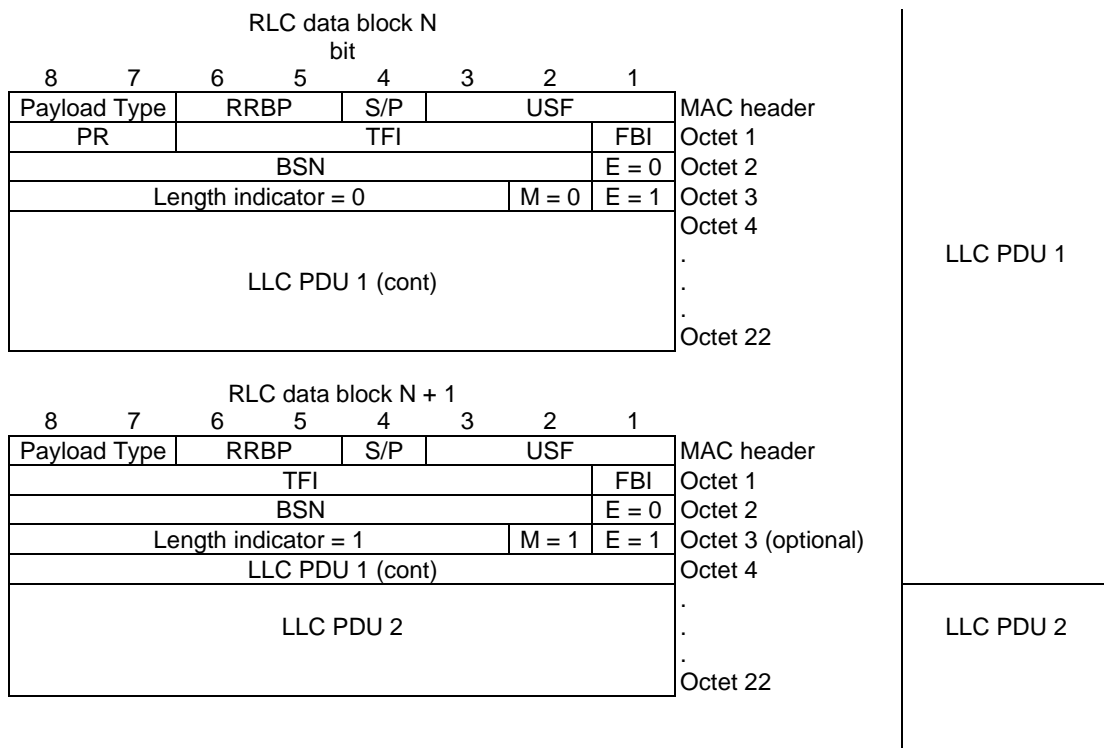 RLC data block N
bit
8 7 6 5 4 3 2 1
Payload Type RRBP S/P USF MAC header
PR TFI FBI Octet 1
BSN E = 0 Octet 2
Length indicator = 0 M = 0 E = 1 Octet 3
Octet 4
.
LLC PDU 1 (cont) .
.
Octet 22
LLC PDU 1
RLC data block N + 1
8 7 6 5 4 3 2 1
Payload Type RRBP S/P USF MAC header
TFI FBI Octet 1
BSN E = 0 Octet 2
Length indicator = 1 M = 1 E = 1 Octet 3 (optional)
LLC PDU 1 (cont) Octet 4
.
LLC PDU 2 .
.
Octet 22
LLC PDU 2